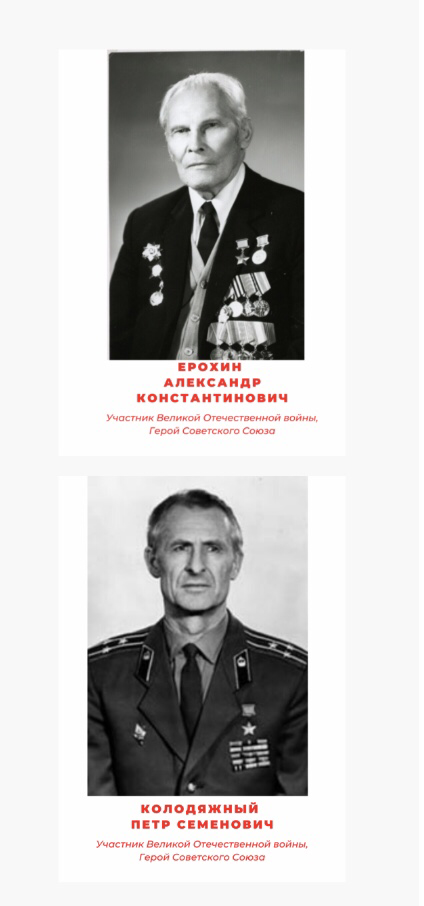 ЕРОХИН
АЛЕКСАНДР
КОНСТАНТИНОВИЧ
Участник Великой Отечественной войны,
Герой Советского Союза
КОЛОДЯЖНЫЙ
ПЕТР СЕМЕНОВИЧ
Участник Великой Отечественной войны,
Герой Советского Союза